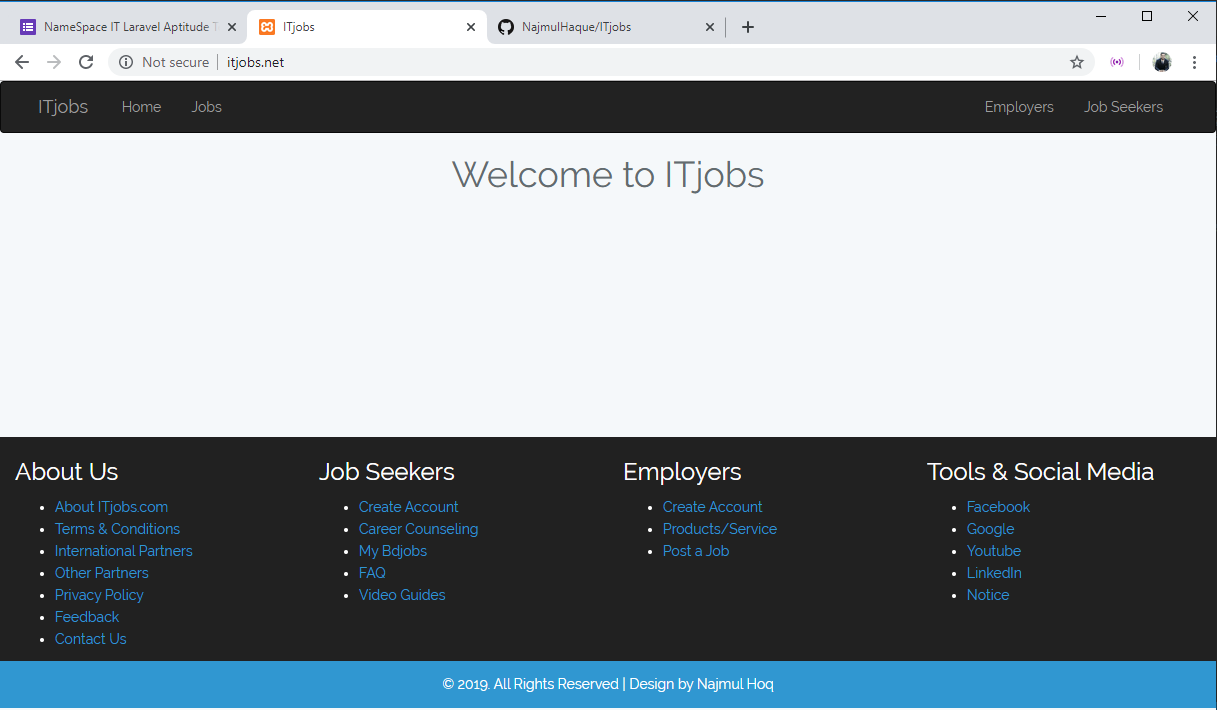 NameSpace IT Laravel Aptitude T
ITjobs
NajmulHaque/ITjobs
Not secure
itjobs.net
ITjobs Home Jobs Employers Job Seekers
Welcome to ITjobs
About Us
About ITjobs.com
Terms & Conditions
International Partners
Other Partners
Privacy Policy
Feedback
Contact Us
Job Seekers
Create Account
Career Counseling
My Bdjobs
FAQ
Video Guides
Employers
Create Account
Products/Service
Post a Job
Tools & Social Media
Facebook
Google
Youtube
LinkedIn
Notice
© 2019. All Rights Reserved | Design by Najmul Hoq